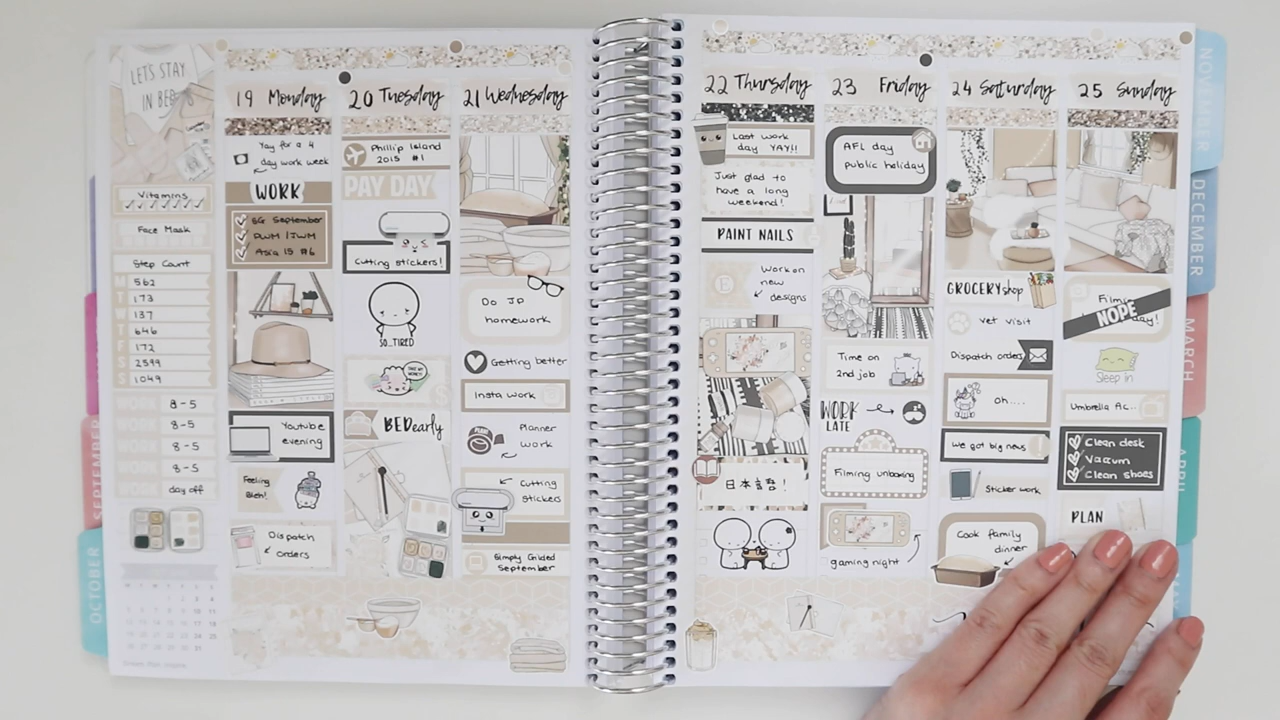 LETS STAY
IN BED
Vitamins
Face Mask
Step Count
M 562
T 173
W 137
T 646
F 172
S 2599
S 1049
WORK 8-5
WORK 8-5
WORK 8-5
WORK 8-5
WORK day off
19 Monday
Yay for a 4
day work week
WORK
SG September
PWM / JWM
Asia 15 #6
Youtube
evening
Feeling
Bleh!
Dispatch
orders
20 Tuesday
Phillip Island
2015 #1
PAY DAY
Cutting stickers!
SO..TIRED
BED early
21 Wednesday
Do JP
homework
Getting better
Insta work
Planner
work
Cutting
stickers
Simply Gilded
September
22 Thursday
Last work
day YAY!!
Just glad to
have a long
weekend!
PAINT NAILS
E
Work on
new
designs
日本語!
23 Friday
AFL day
public holiday
Time on
2nd job
WORK
LATE
Filming unboxing
gaming night
24 Saturday
GROCERY shop
vet visit
Dispatch orders
Oh....
We got big news
Sticker work
Cook family
dinner
25 Sunday
NOPE
Sleep in
Umbrella Ac..
Clean desk
Vaccum
Clean shoes
PLAN
OCTOBER
SEPTEMBER
NOVEMBER
DECEMBER
MARCH
APRIL